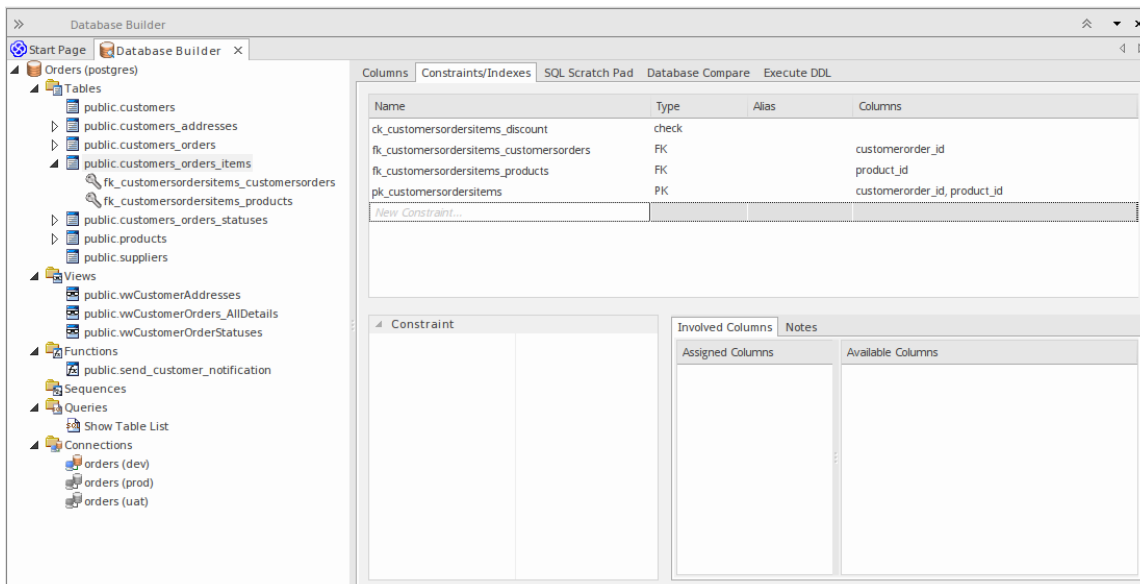 Database Builder
Start Page Database Builder
Orders (postgres)
Tables
public.customers
public.customers_addresses
public.customers_orders
public.customers_orders_items
fk_customersordersitems_customersorders
fk_customersordersitems_products
public.customers_orders_statuses
public.products
public.suppliers
Views
public.vwCustomerAddresses
public.vwCustomerOrders_AllDetails
public.vwCustomerOrderStatuses
Functions
public.send_customer_notification
Sequences
Queries
Show Table List
Connections
orders (dev)
orders (prod)
orders (uat)
Columns Constraints/Indexes SQL Scratch Pad Database Compare Execute DDL
Name Type Alias Columns
ck_customersordersitems_discount check
fk_customersordersitems_customersorders FK customerorder_id
fk_customersordersitems_products FK product_id
pk_customersordersitems PK customerorder_id, product_id
New Constraint...
Constraint
Involved Columns Notes
Assigned Columns Available Columns